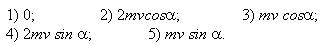 1) 0; 2) 2mvcosα; 3) mv cosα;
4) 2mv sin α; 5) mv sin α.